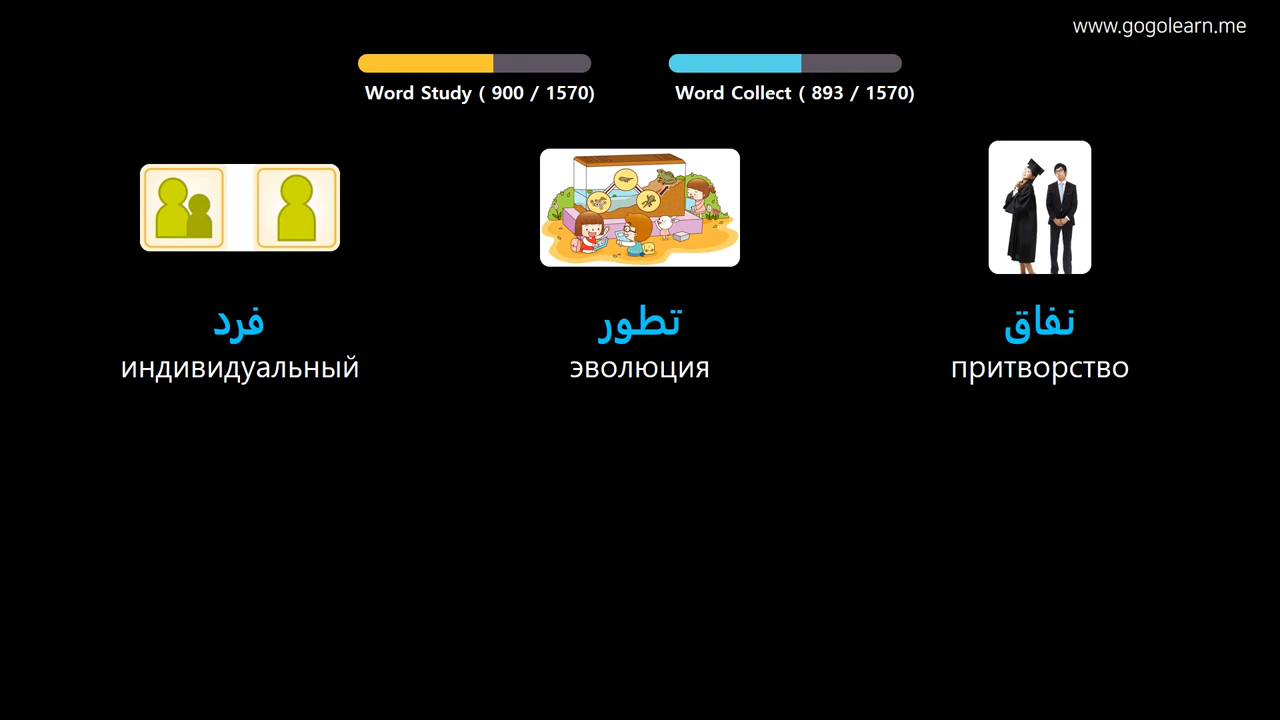 www.gogolearn.me
Word Study ( 900 / 1570)
Word Collect ( 893 / 1570)
فرد
индивидуальный
تطور
эволюция
نفاق
притворство